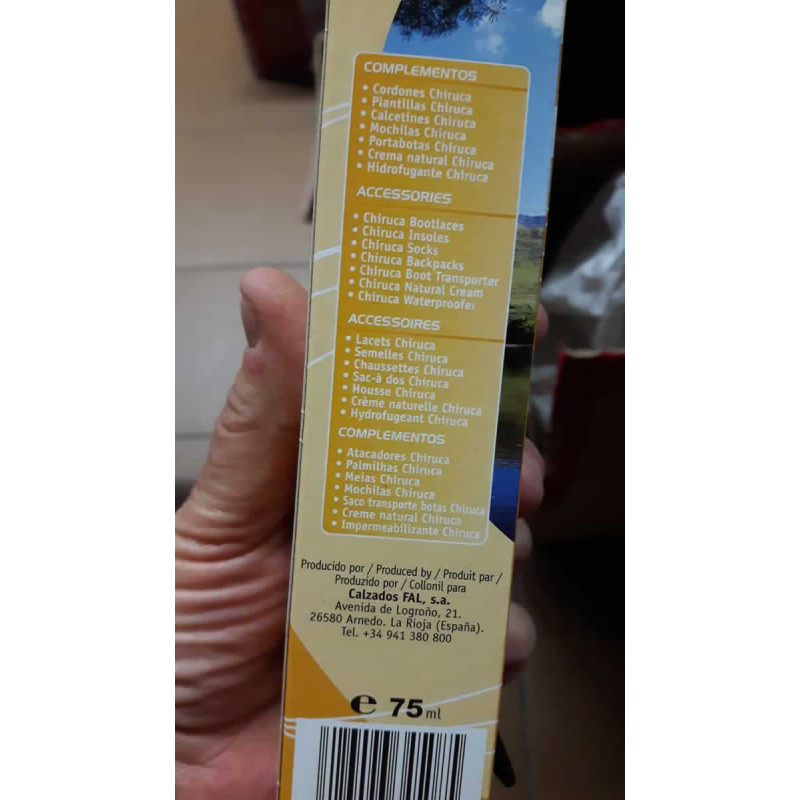 COMPLEMENTOS
• Cordones Chiruca
• Plantillas Chiruca
• Calcetines Chiruca
• Mochilas Chiruca
• Portabotas Chiruca
• Crema natural Chiruca
• Hidrofugante Chiruca
ACCESSORIES
• Chiruca Bootlaces
• Chiruca Insoles
• Chiruca Socks
• Chiruca Backpacks
• Chiruca Boot Transporter
• Chiruca Natural Cream
• Chiruca Waterproofer
ACCESSOIRES
• Lacets Chiruca
• Semelles Chiruca
• Chaussettes Chiruca
• Sac-à dos Chiruca
• Housse Chiruca
• Crème naturelle Chiruca
• Hydrofugeant Chiruca
COMPLEMENTOS
• Atacadores Chiruca
• Palmilhas Chiruca
• Meias Chiruca
• Mochilas Chiruca
• Saco transporte botas Chiruca
• Creme natural Chiruca
• Impermeabilizante Chiruca
Producido por / Produced by / Produit par /
Produzido por / Collonil para
Calzados FAL, s.a.
Avenida de Logroño, 21.
26580 Arnedo. La Rioja (España).
Tel. +34 941 380 800
e 75 ml